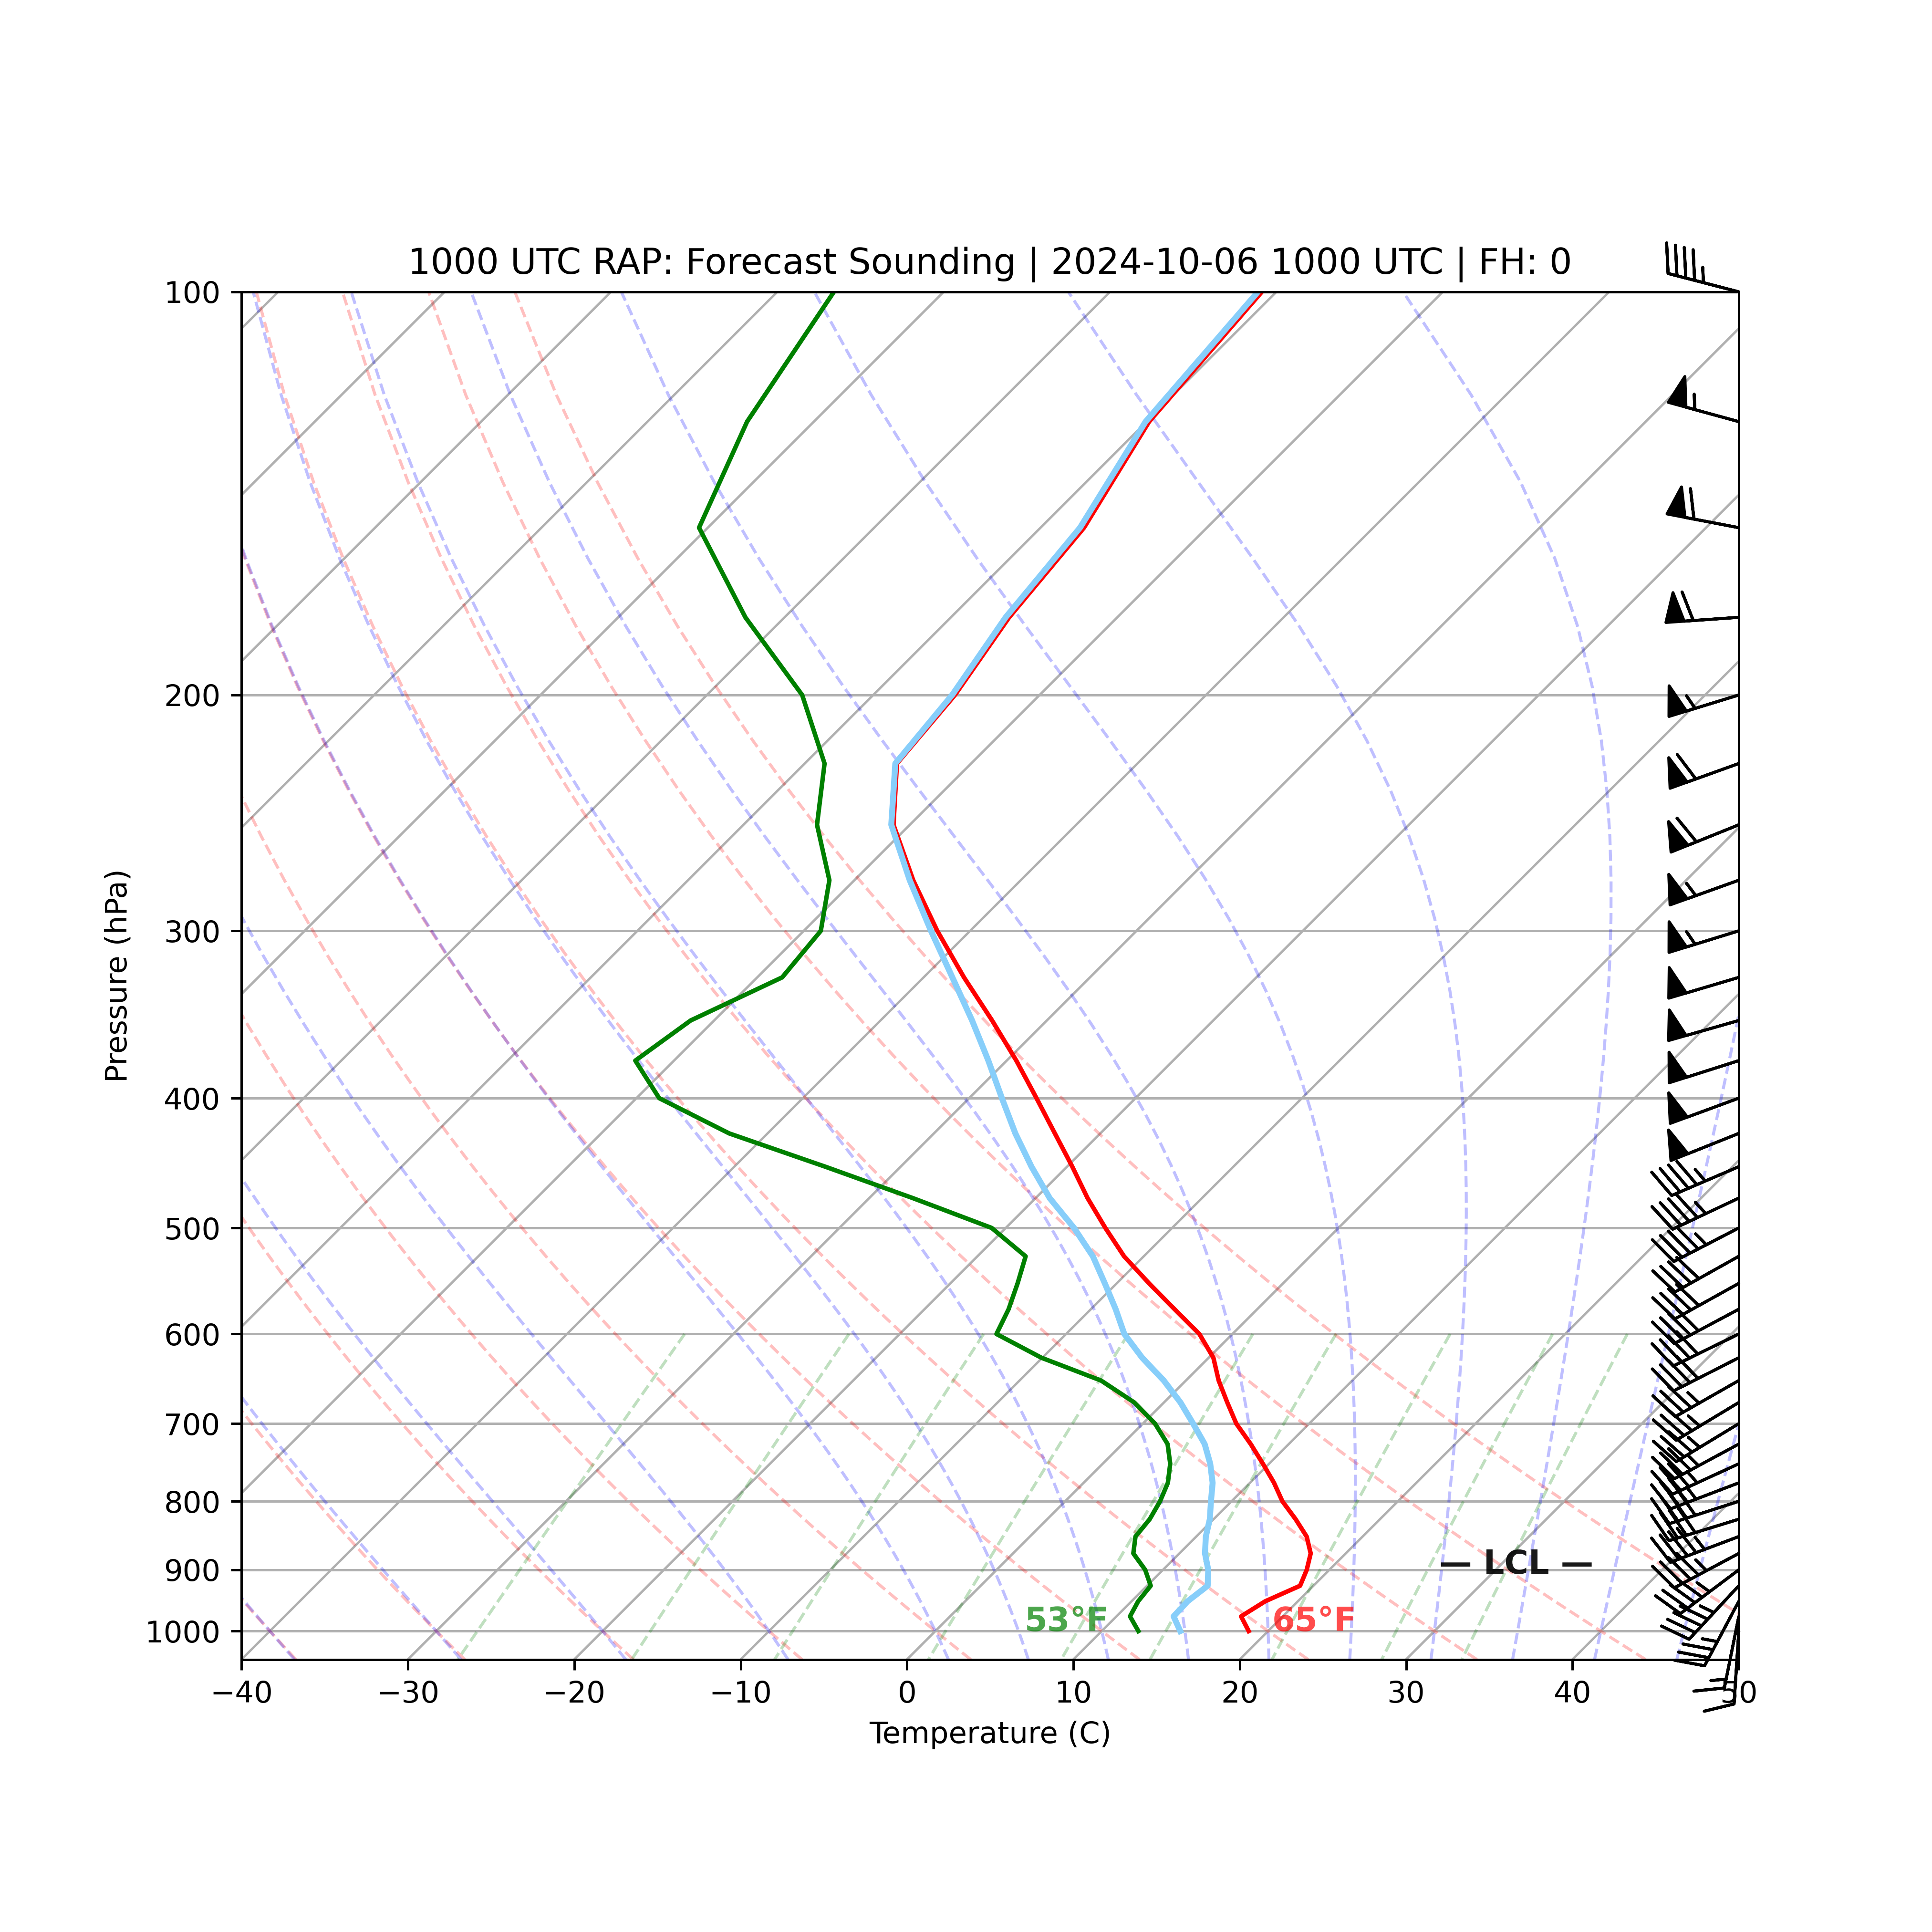 1000 UTC RAP: Forecast Sounding | 2024-10-06 1000 UTC | FH: 0
100
200
300
400
500
600
700
800
900
1000
Pressure (hPa)
— LCL —
53°F
65°F
−40 −30 −20 −10 0 10 20 30 40 50
Temperature (C)